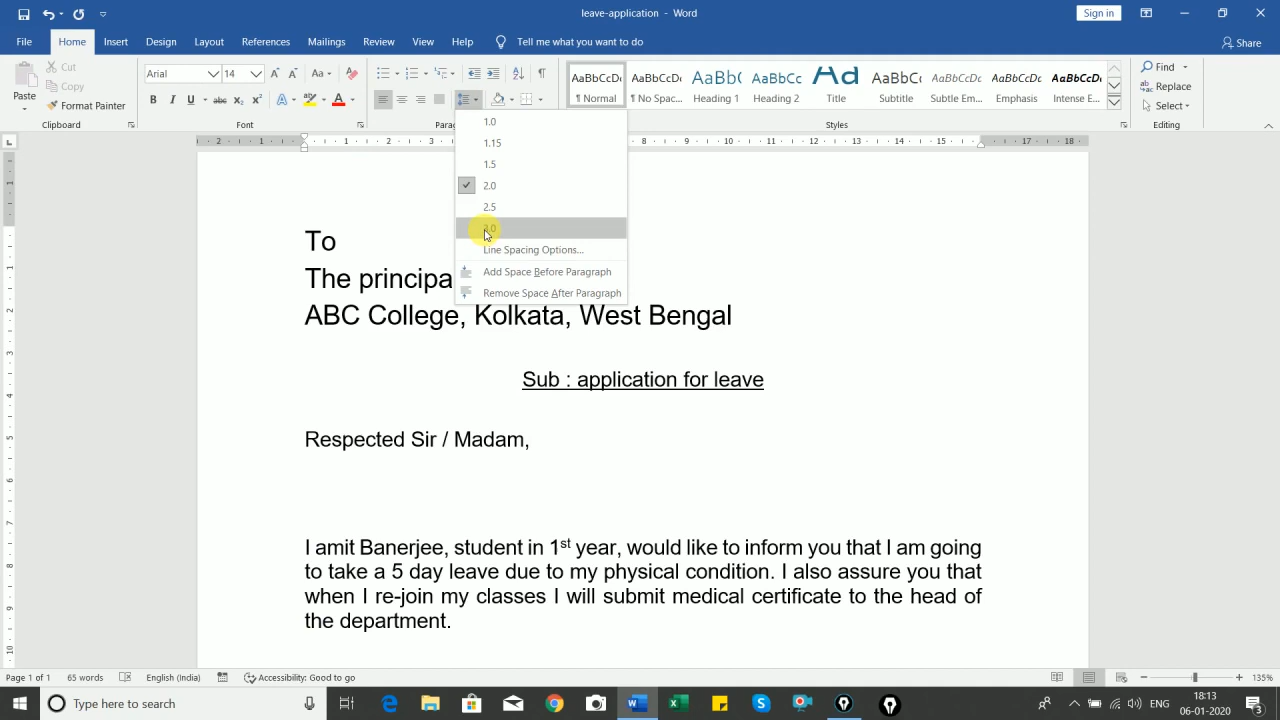 leave-application - Word
Sign in
File Home Insert Design Layout References Mailings Review View Help Tell me what you want to do Share
Paste
Cut
Copy
Format Painter
Clipboard
Arial 14
Font
AaBbCcDc ¶ Normal
AaBbCcDc ¶ No Spac...
AaBbC( Heading 1
AaBbCc Heading 2
Title
AaBbCc Subtitle
AaBbCcDc Subtle Em...
AaBbCcDc Emphasis
AaBbCcDc Intense E...
Styles
Find
Replace
Select
Editing
1.0
1.15
1.5
2.0
2.5
Line Spacing Options...
Add Space Before Paragraph
Remove Space After Paragraph
To
The principa
ABC College, Kolkata, West Bengal
Sub : application for leave
Respected Sir / Madam,
I amit Banerjee, student in 1st year, would like to inform you that I am going
to take a 5 day leave due to my physical condition. I also assure you that
when I re-join my classes I will submit medical certificate to the head of
the department.
Page 1 of 1 65 words English (India) Accessibility: Good to go 135%
Type here to search
ENG
18:13
06-01-2020